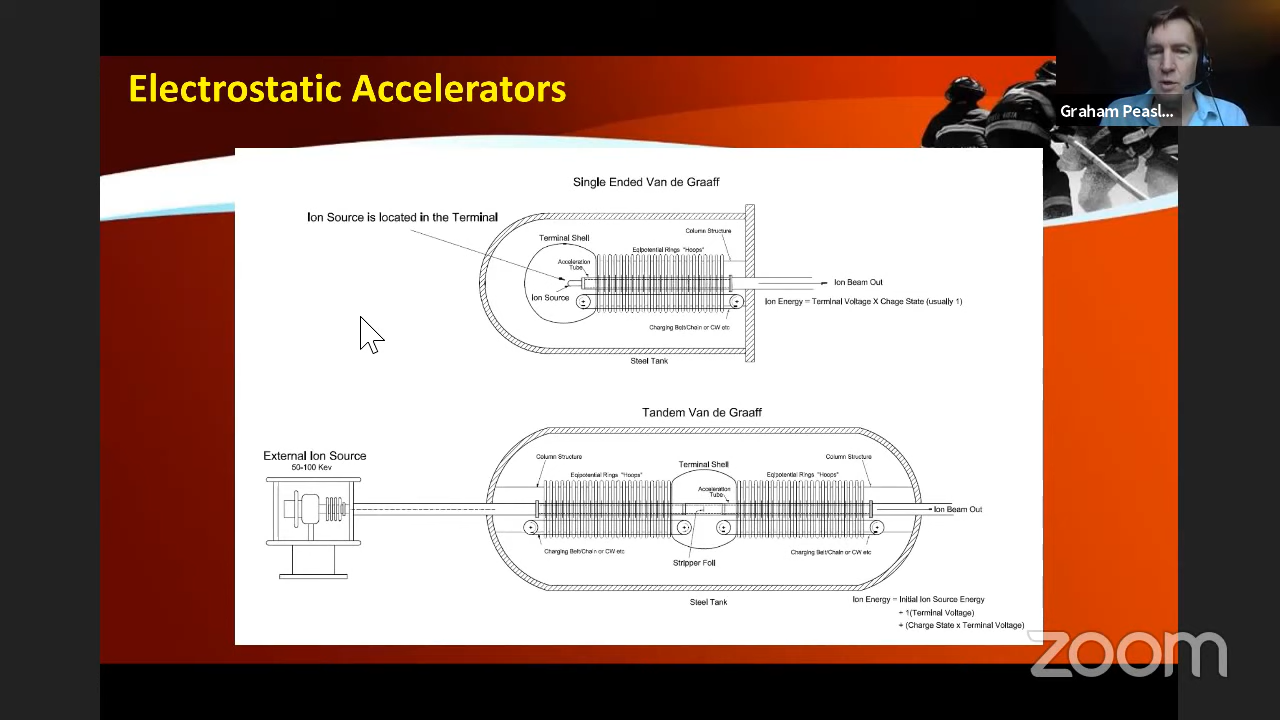 Electrostatic Accelerators
Graham Peasl...
Single Ended Van de Graaff
Ion Source is located in the Terminal
Column Structure
Terminal Shell
Eqipotential Rings "Hoops"
Acceleration
Tube
Ion Source
Ion Beam Out
Ion Energy = Terminal Voltage X Chage State (usually 1)
Charging Belt/Chain or CW etc
Steel Tank
Tandem Van de Graaff
External Ion Source
50-100 Kev
Column Structure
Terminal Shell
Column Structure
Eqipotential Rings "Hoops"
Eqipotential Rings "Hoops"
Acceleration
Tube
Ion Beam Out
Charging Belt/Chain or CW etc
Charging Belt/Chain or CW etc
Stripper Foil
Steel Tank
Ion Energy = Initial Ion Source Energy
+ 1(Terminal Voltage)
+ (Charge State x Terminal Voltage)
zoom